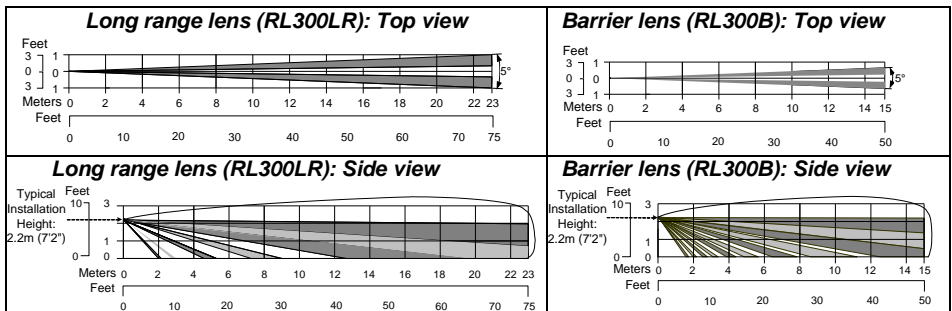 Long range lens (RL300LR): Top view
Feet
3 1
0 0
3 1
5°
Meters 0 2 4 6 8 10 12 14 16 18 20 22 23
Feet
0 10 20 30 40 50 60 70 75
Barrier lens (RL300B): Top view
Feet
3 1
0 0
3 1
5°
Meters 0 2 4 6 8 10 12 14 15
Feet
0 10 20 30 40 50
Long range lens (RL300LR): Side view
Typical
Installation
Height:
2.2m (7'2")
Feet
10 3
1
0 0
Meters 0 2 4 6 8 10 12 14 16 18 20 22 23
Feet
0 10 20 30 40 50 60 70 75
Barrier lens (RL300B): Side view
Typical
Installation
Height:
2.2m (7'2")
Feet
10 3
1
0 0
Meters 0 2 4 6 8 10 12 14 15
Feet
0 10 20 30 40 50